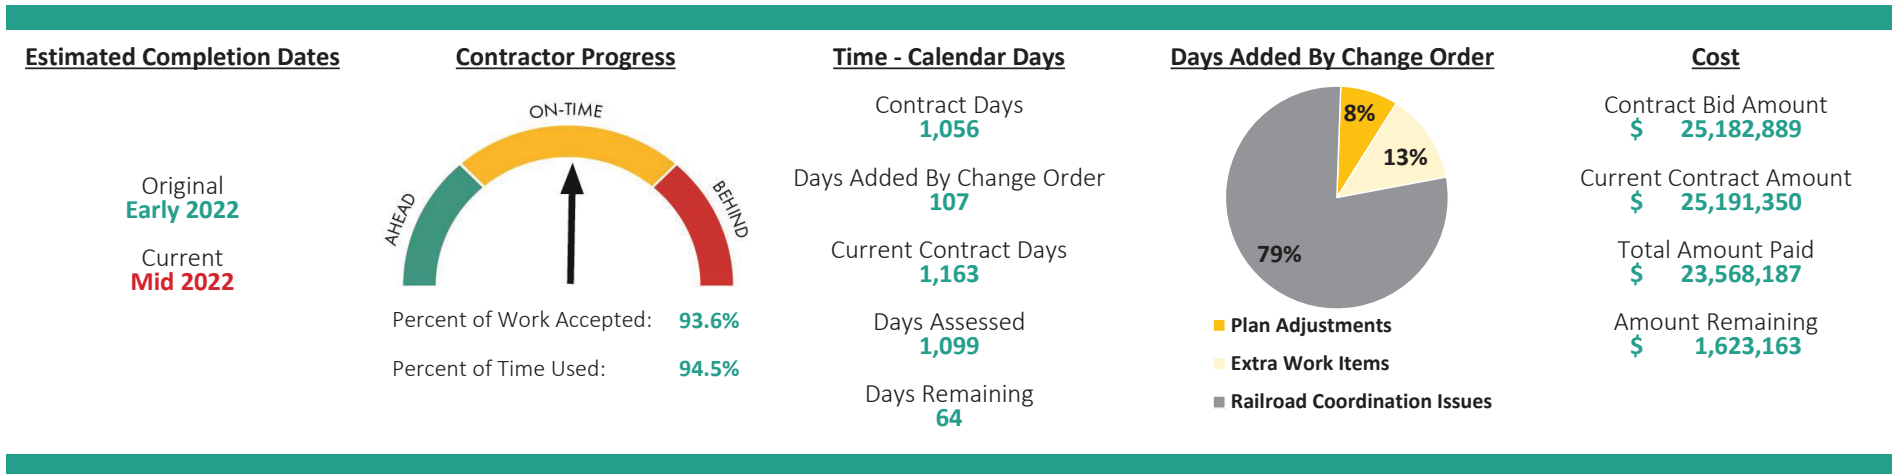 Estimated Completion Dates
Original
Early 2022
Current
Mid 2022
Contractor Progress
ON-TIME
AHEAD
BEHIND
Percent of Work Accepted: 93.6%
Percent of Time Used: 94.5%
Time - Calendar Days
Contract Days
1,056
Days Added By Change Order
107
Current Contract Days
1,163
Days Assessed
1,099
Days Remaining
64
Days Added By Change Order
8%
13%
79%
Plan Adjustments
Extra Work Items
Railroad Coordination Issues
Cost
Contract Bid Amount
$ 25,182,889
Current Contract Amount
$ 25,191,350
Total Amount Paid
$ 23,568,187
Amount Remaining
$ 1,623,163